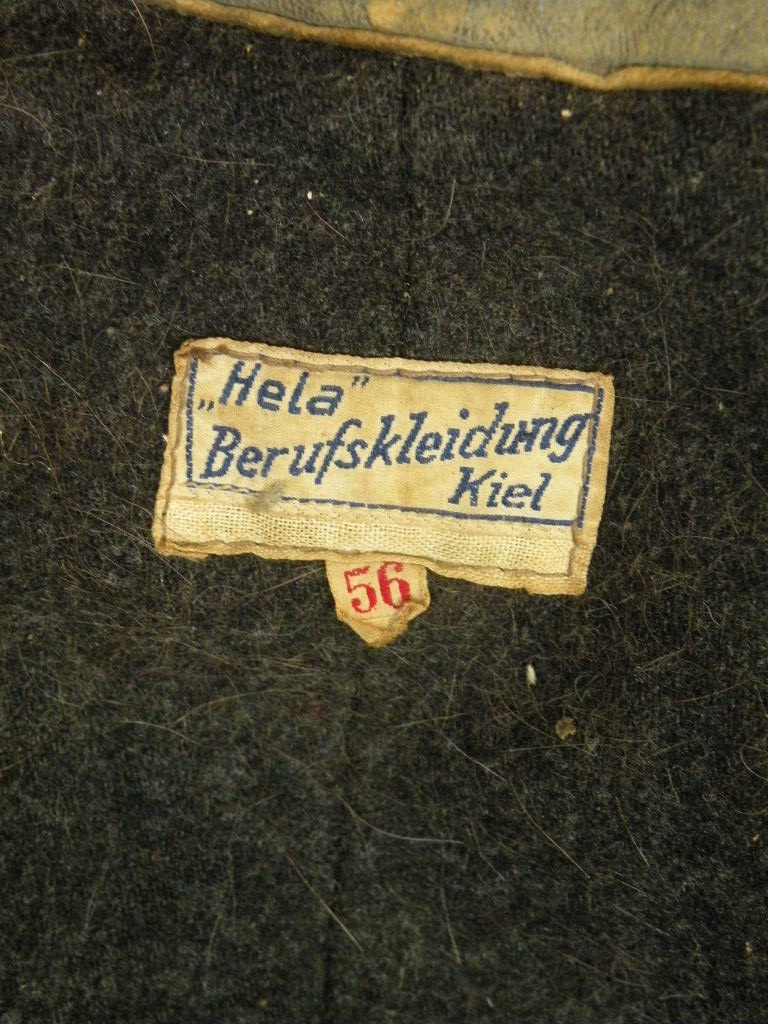 „Hela”
Berufskleidung
Kiel
56